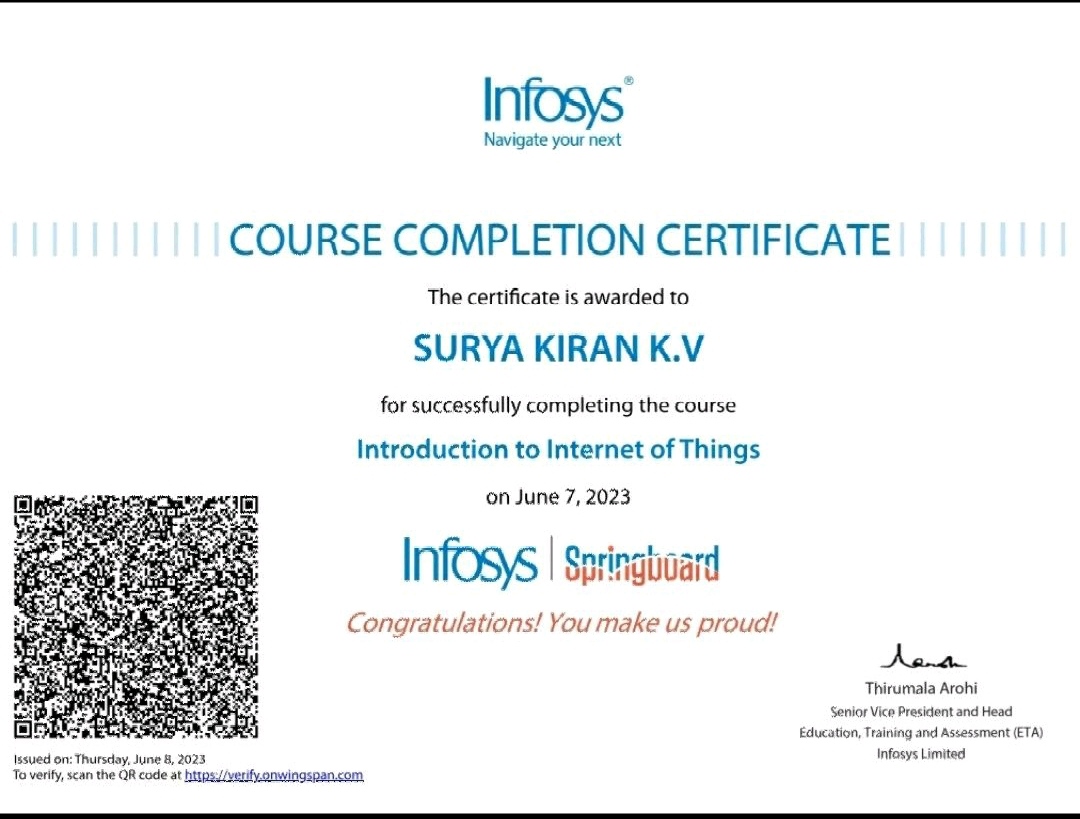 Infosys®
Navigate your next
COURSE COMPLETION CERTIFICATE
The certificate is awarded to
SURYA KIRAN K.V
for successfully completing the course
Introduction to Internet of Things
on June 7, 2023
Infosys | Springboard
Congratulations! You make us proud!
Thirumala Arohi
Senior Vice President and Head
Education, Training and Assessment (ETA)
Infosys Limited
Issued on: Thursday, June 8, 2023
To verify, scan the QR code at https://verify.onwingspan.com